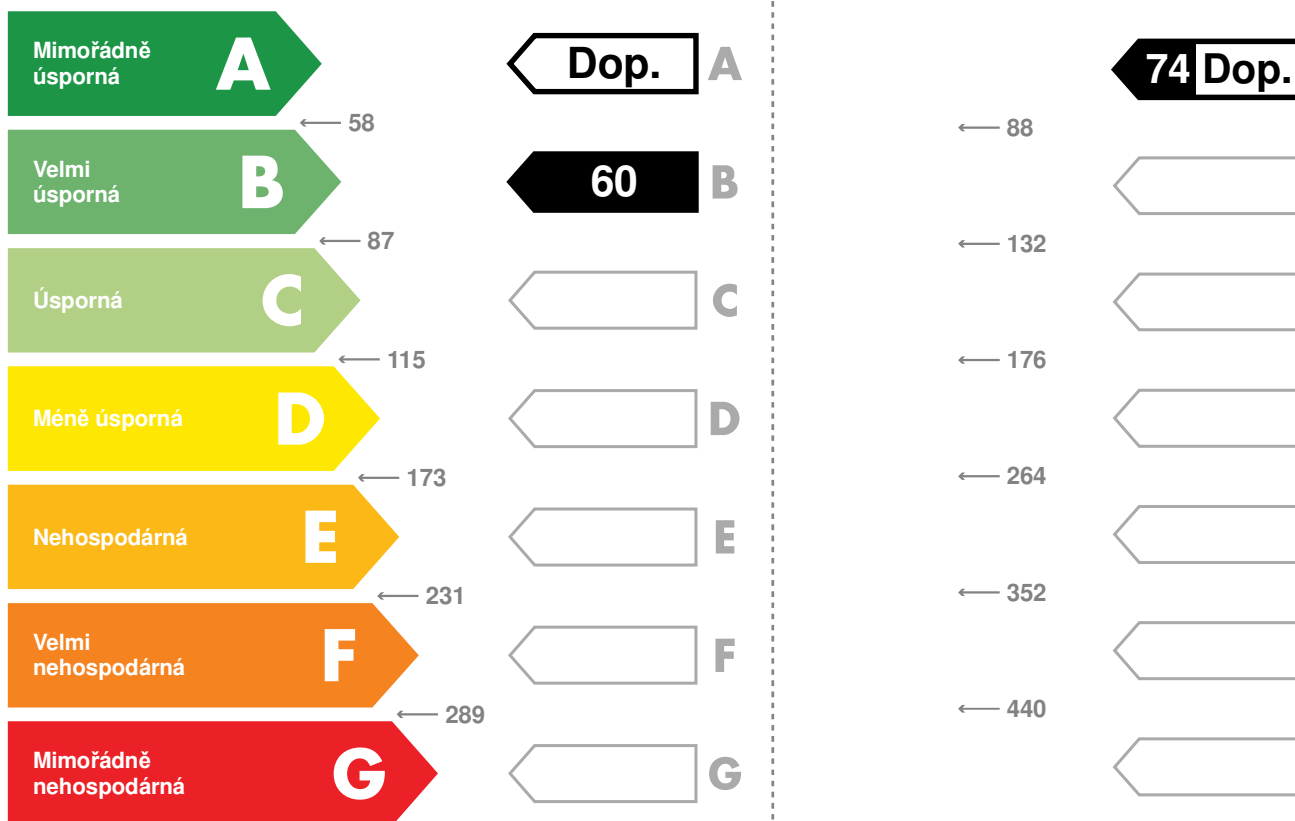 Mimořádně
úsporná
A
Dop.
A
74 Dop.
← 58
← 88
Velmi
úsporná
B
60
B
← 87
← 132
Úsporná
C
C
← 115
← 176
Méně úsporná
D
D
← 173
← 264
Nehospodárná
E
E
← 231
← 352
Velmi
nehospodárná
F
F
← 289
← 440
Mimořádně
nehospodárná
G
G